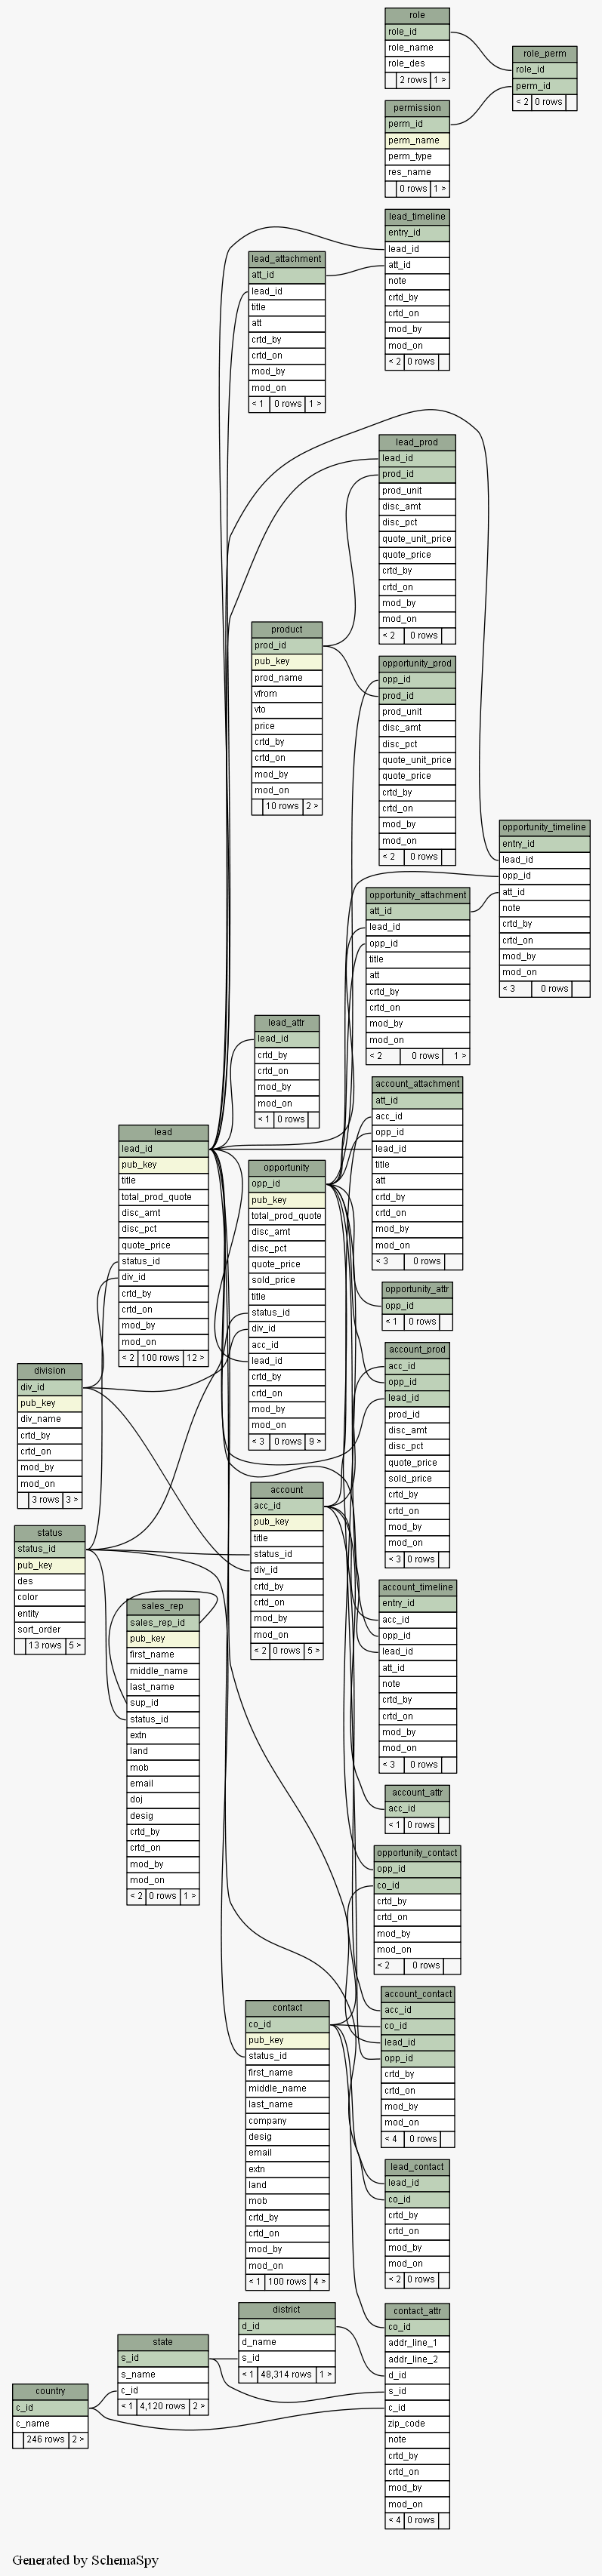 role
role_id
role_name
role_des
2 rows 1 >
role_perm
role_id
perm_id
< 2 0 rows
permission
perm_id
perm_name
perm_type
res_name
0 rows 1 >
lead_timeline
entry_id
lead_id
att_id
note
crtd_by
crtd_on
mod_by
mod_on
< 2 0 rows
lead_attachment
att_id
lead_id
title
att
crtd_by
crtd_on
mod_by
mod_on
< 1 0 rows 1 >
lead_prod
lead_id
prod_id
prod_unit
disc_amt
disc_pct
quote_unit_price
quote_price
crtd_by
crtd_on
mod_by
mod_on
< 2 0 rows
product
prod_id
pub_key
prod_name
vfrom
vto
price
crtd_by
crtd_on
mod_by
mod_on
10 rows 2 >
opportunity_prod
opp_id
prod_id
prod_unit
disc_amt
disc_pct
quote_unit_price
quote_price
crtd_by
crtd_on
mod_by
mod_on
< 2 0 rows
opportunity_timeline
entry_id
lead_id
opp_id
att_id
note
crtd_by
crtd_on
mod_by
mod_on
< 3 0 rows
opportunity_attachment
att_id
lead_id
opp_id
title
att
crtd_by
crtd_on
mod_by
mod_on
< 2 0 rows 1 >
lead_attr
lead_id
crtd_by
crtd_on
mod_by
mod_on
< 1 0 rows
account_attachment
att_id
acc_id
opp_id
lead_id
title
att
crtd_by
crtd_on
mod_by
mod_on
< 3 0 rows
lead
lead_id
pub_key
title
total_prod_quote
disc_amt
disc_pct
quote_price
status_id
div_id
crtd_by
crtd_on
mod_by
mod_on
< 2 100 rows 12 >
opportunity
opp_id
pub_key
total_prod_quote
disc_amt
disc_pct
quote_price
sold_price
title
status_id
div_id
acc_id
lead_id
crtd_by
crtd_on
mod_by
mod_on
< 3 0 rows 9 >
opportunity_attr
opp_id
< 1 0 rows
account_prod
acc_id
opp_id
lead_id
prod_id
disc_amt
disc_pct
quote_price
sold_price
crtd_by
crtd_on
mod_by
mod_on
< 3 0 rows
division
div_id
pub_key
div_name
crtd_by
crtd_on
mod_by
mod_on
3 rows 3 >
account
acc_id
pub_key
title
status_id
div_id
crtd_by
crtd_on
mod_by
mod_on
< 2 0 rows 5 >
status
status_id
pub_key
des
color
entity
sort_order
13 rows 5 >
account_timeline
entry_id
acc_id
opp_id
lead_id
att_id
note
crtd_by
crtd_on
mod_by
mod_on
< 3 0 rows
sales_rep
sales_rep_id
pub_key
first_name
middle_name
last_name
sup_id
status_id
extn
land
mob
email
doj
desig
crtd_by
crtd_on
mod_by
mod_on
< 2 0 rows 1 >
account_attr
acc_id
< 1 0 rows
opportunity_contact
opp_id
co_id
crtd_by
crtd_on
mod_by
mod_on
< 2 0 rows
account_contact
acc_id
co_id
lead_id
opp_id
crtd_by
crtd_on
mod_by
mod_on
< 4 0 rows
contact
co_id
pub_key
status_id
first_name
middle_name
last_name
company
desig
email
extn
land
mob
crtd_by
crtd_on
mod_by
mod_on
< 1 100 rows 4 >
lead_contact
lead_id
co_id
crtd_by
crtd_on
mod_by
mod_on
< 2 0 rows
district
d_id
d_name
s_id
< 1 48,314 rows 1 >
contact_attr
co_id
addr_line_1
addr_line_2
d_id
s_id
c_id
zip_code
note
crtd_by
crtd_on
mod_by
mod_on
< 4 0 rows
state
s_id
s_name
c_id
< 1 4,120 rows 2 >
country
c_id
c_name
246 rows 2 >
Generated by SchemaSpy